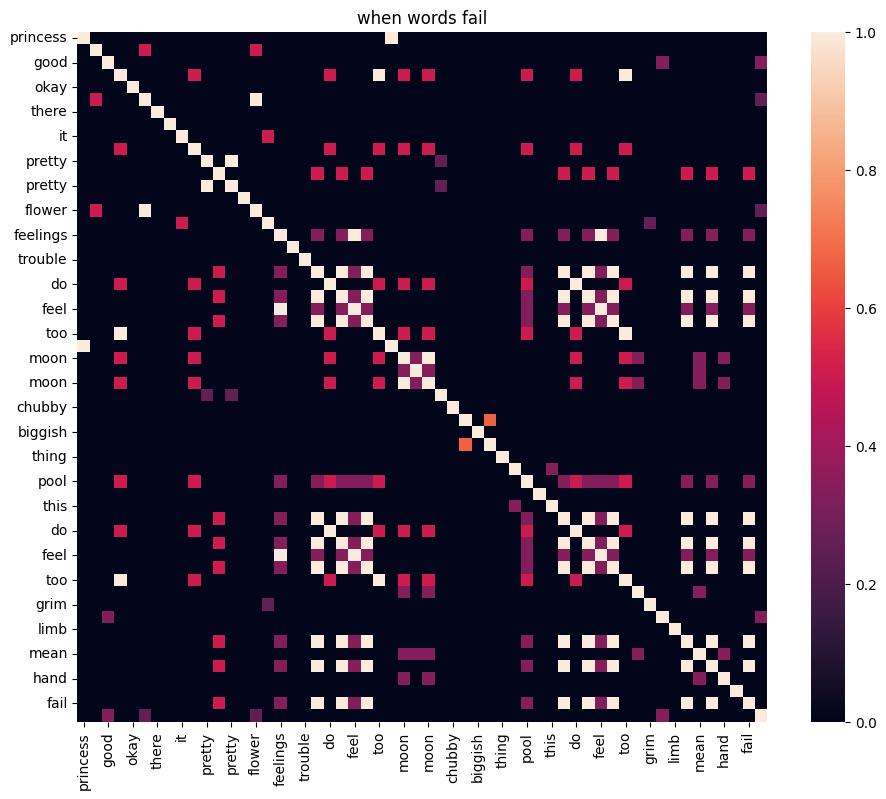 when words fail
princess
good
okay
there
it
pretty
pretty
flower
feelings
trouble
do
feel
too
moon
moon
chubby
biggish
thing
pool
this
do
feel
too
grim
limb
mean
hand
fail
1.0
0.8
0.6
0.4
0.2
0.0
princess
good
okay
there
it
pretty
pretty
flower
feelings
trouble
do
feel
too
moon
moon
chubby
biggish
thing
pool
this
do
feel
too
grim
limb
mean
hand
fail